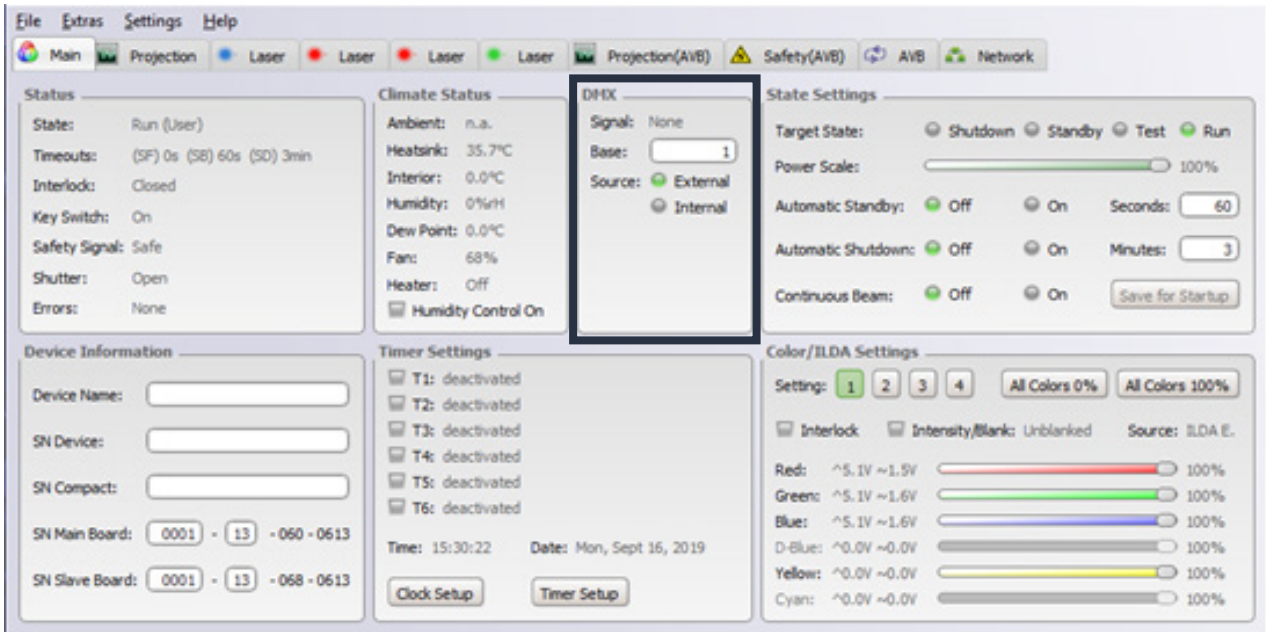 File Extras Settings Help
Main Projection Laser Laser Laser Laser Projection(AVB) Safety(AVB) AVB Network
Status
State: Run (User)
Timeouts: (SF) 0s (SB) 60s (SD) 3min
Interlock: Closed
Key Switch: On
Safety Signal: Safe
Shutter: Open
Errors: None
Climate Status
Ambient: n.a.
Heatsink: 35.7°C
Interior: 0.0°C
Humidity: 0%rH
Dew Point: 0.0°C
Fan: 68%
Heater: Off
Humidity Control On
DMX
Signal: None
Base: 1
Source: External
Internal
State Settings
Target State: Shutdown Standby Test Run
Power Scale: 100%
Automatic Standby: Off On Seconds: 60
Automatic Shutdown: Off On Minutes: 3
Continuous Beam: Off On Save for Startup
Device Information
Device Name:
SN Device:
SN Compact:
SN Main Board: 0001 - 13 - 060 - 0613
SN Slave Board: 0001 - 13 - 068 - 0613
Timer Settings
T1: deactivated
T2: deactivated
T3: deactivated
T4: deactivated
T5: deactivated
T6: deactivated
Time: 15:30:22 Date: Mon, Sept 16, 2019
Clock Setup Timer Setup
Color/ILDA Settings
Setting: 1 2 3 4 All Colors 0% All Colors 100%
Interlock Intensity/Blank: Unblanked Source: ILDA E.
Red: ^5.1V ~1.5V 100%
Green: ^5.1V ~1.6V 100%
Blue: ^5.1V ~1.6V 100%
D-Blue: ^0.0V ~0.0V 100%
Yellow: ^0.0V ~0.0V 100%
Cyan: ^0.0V ~0.0V 100%